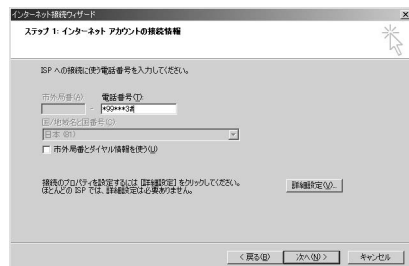 インターネット接続ウィザード
ステップ 1: インターネット アカウントの接続情報
ISP への接続に使う電話番号を入力してください。
市外局番(A): 電話番号(T):
- *99***3#
国/地域名と国番号(O):
日本 (81)
市外局番とダイヤル情報を使う(U)
接続のプロパティを設定するには [詳細設定] をクリックしてください。
ほとんどの ISP では、詳細設定は必要ありません。
詳細設定(V)...
< 戻る(B) 次へ(N) > キャンセル